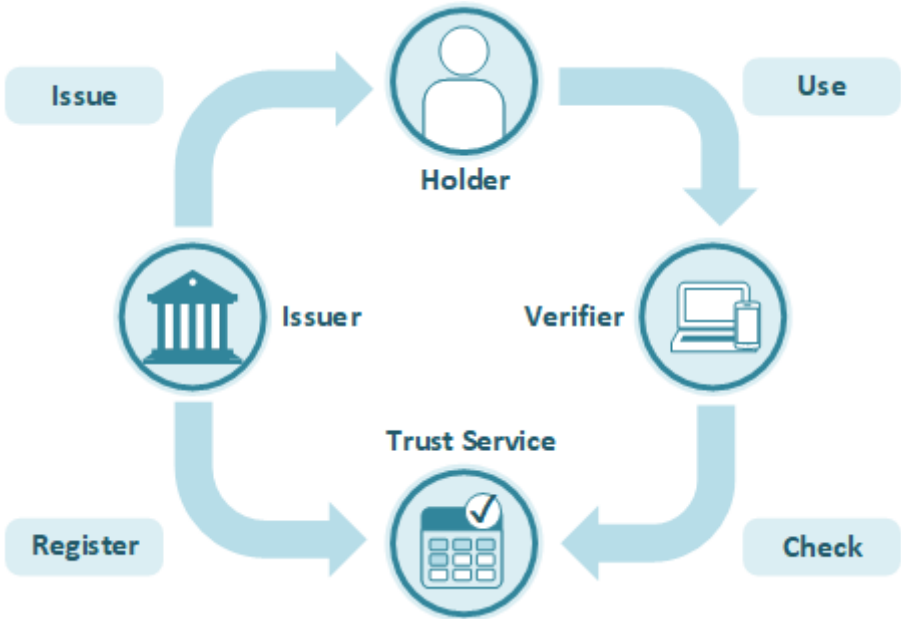 Issue
Use
Holder
Issuer
Verifier
Trust Service
Register
Check